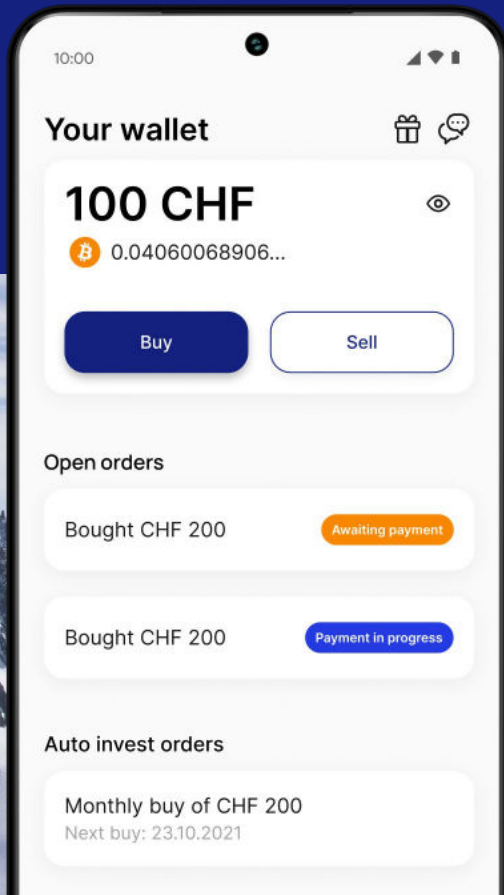 10:00
Your wallet
100 CHF
0.04060068906...
Buy
Sell
Open orders
Bought CHF 200
Awaiting payment
Bought CHF 200
Payment in progress
Auto invest orders
Monthly buy of CHF 200
Next buy: 23.10.2021